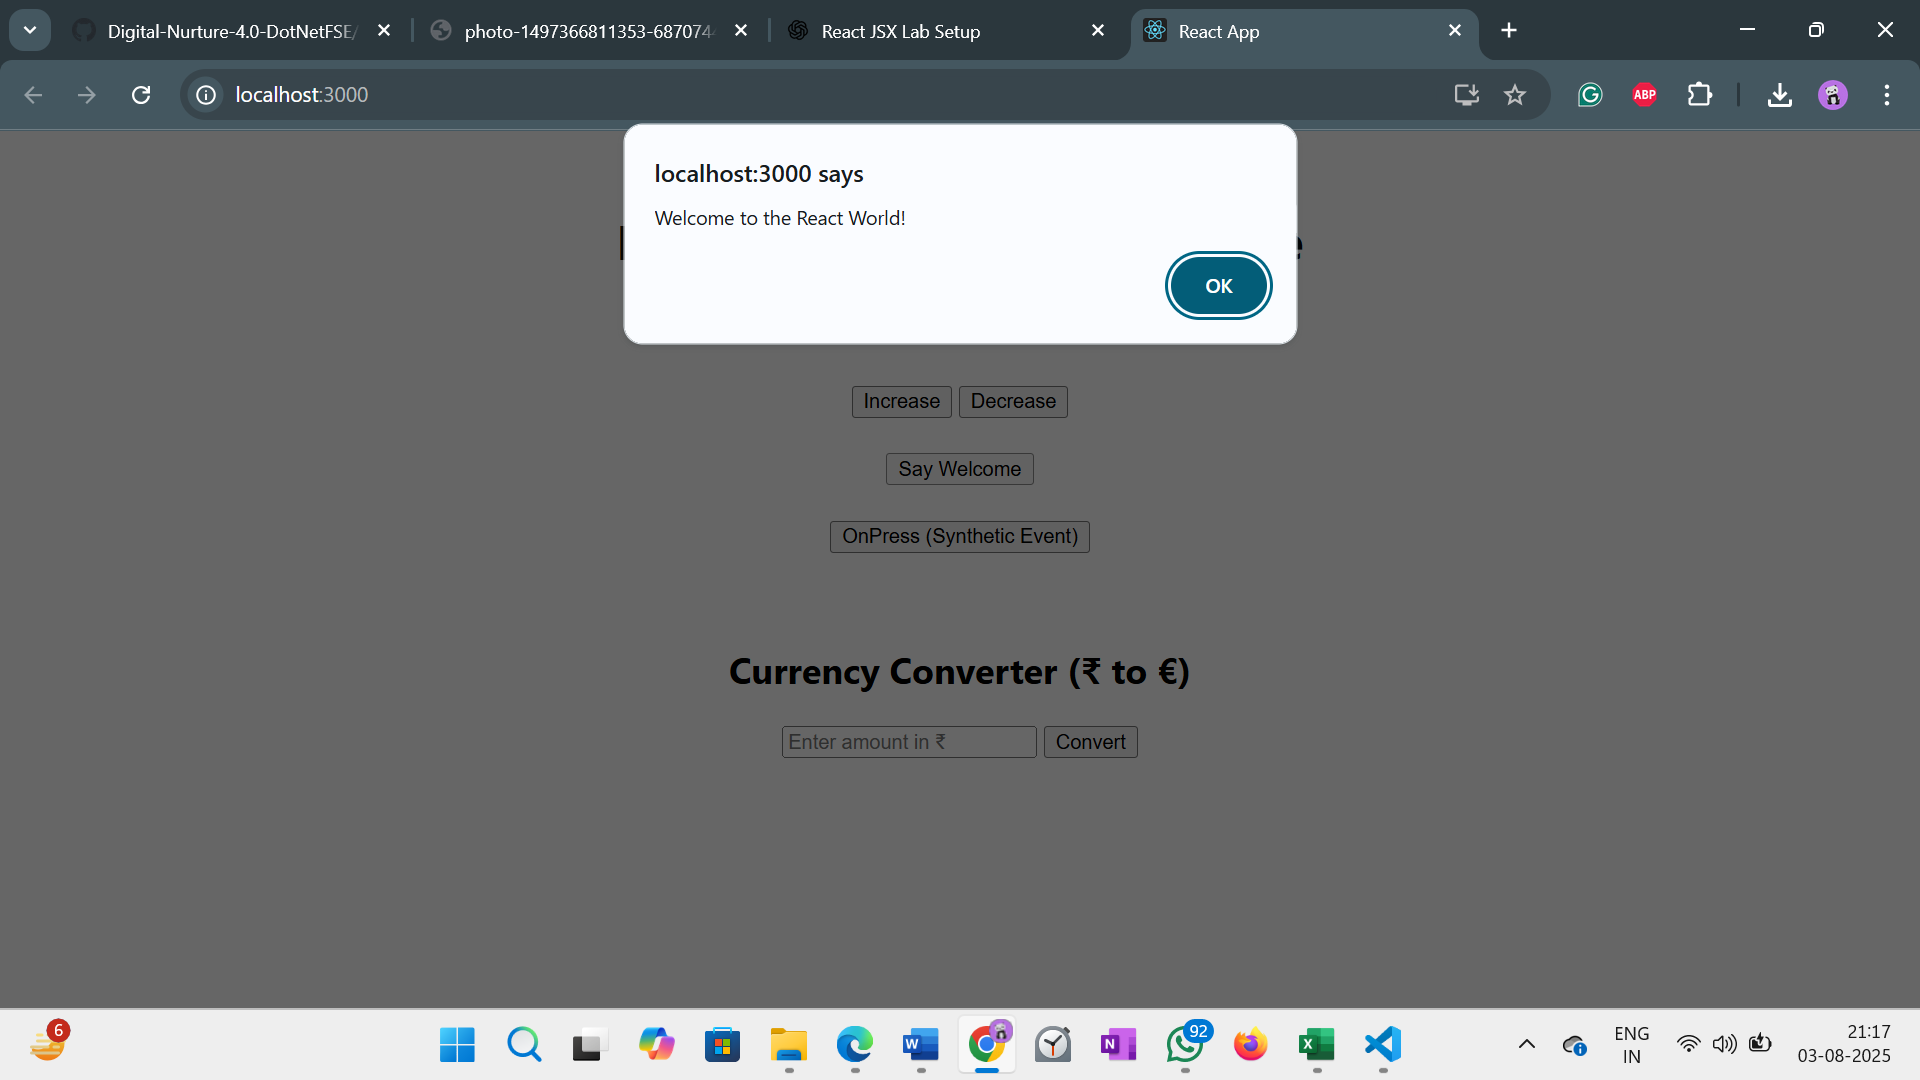 Digital-Nurture-4.0-DotNetFSE/
photo-1497366811353-687074
React JSX Lab Setup
React App
localhost:3000
ABP
localhost:3000 says
Welcome to the React World!
OK
Increase
Decrease
Say Welcome
OnPress (Synthetic Event)
Currency Converter (₹ to €)
Enter amount in ₹
Convert
6
92
ENG
IN
21:17
03-08-2025